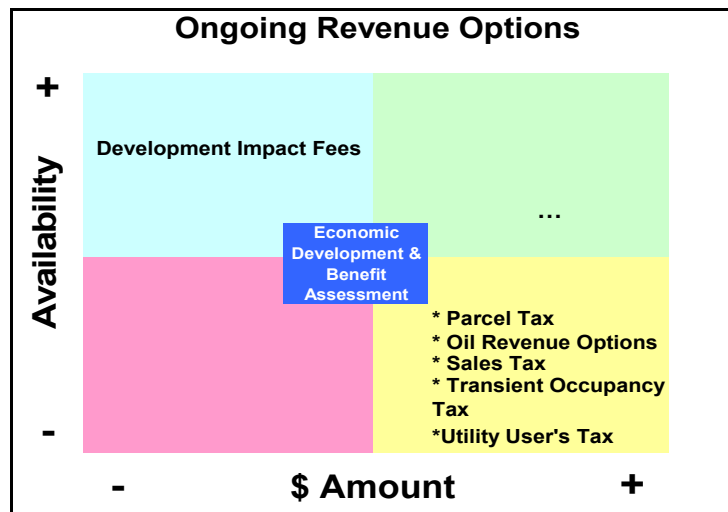 Ongoing Revenue Options
+
Availability
-
Development Impact Fees
...
Economic
Development &
Benefit
Assessment
* Parcel Tax
* Oil Revenue Options
* Sales Tax
* Transient Occupancy
Tax
*Utility User's Tax
- $ Amount +